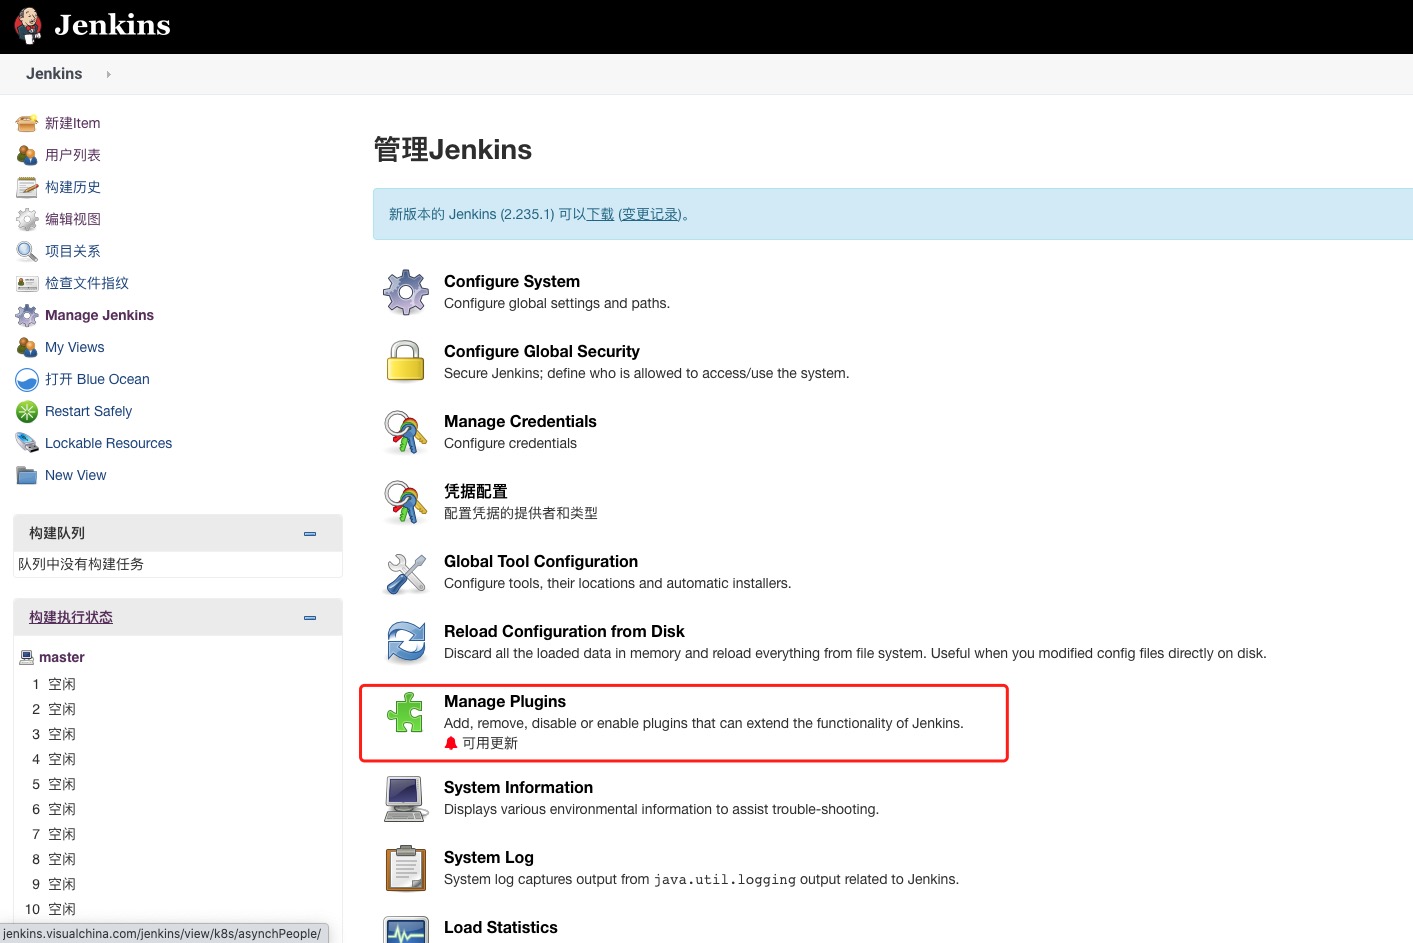 Jenkins
Jenkins
新建Item
用户列表
构建历史
编辑视图
项目关系
检查文件指纹
Manage Jenkins
My Views
打开 Blue Ocean
Restart Safely
Lockable Resources
New View
构建队列
队列中没有构建任务
构建执行状态
master
1 空闲
2 空闲
3 空闲
4 空闲
5 空闲
6 空闲
7 空闲
8 空闲
9 空闲
10 空闲
jenkins.visualchina.com/jenkins/view/k8s/asynchPeople/
管理Jenkins
新版本的 Jenkins (2.235.1) 可以下载 (变更记录)。
Configure System
Configure global settings and paths.
Configure Global Security
Secure Jenkins; define who is allowed to access/use the system.
Manage Credentials
Configure credentials
凭据配置
配置凭据的提供者和类型
Global Tool Configuration
Configure tools, their locations and automatic installers.
Reload Configuration from Disk
Discard all the loaded data in memory and reload everything from file system. Useful when you modified config files directly on disk.
Manage Plugins
Add, remove, disable or enable plugins that can extend the functionality of Jenkins.
可用更新
System Information
Displays various environmental information to assist trouble-shooting.
System Log
System log captures output from java.util.logging output related to Jenkins.
Load Statistics